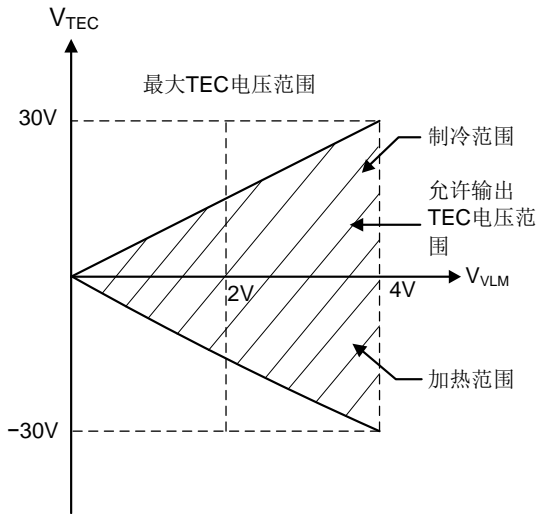 VTEC
最大TEC电压范围
30V
制冷范围
允许输出
TEC电压范
围
2V
4V
VVLM
加热范围
−30V